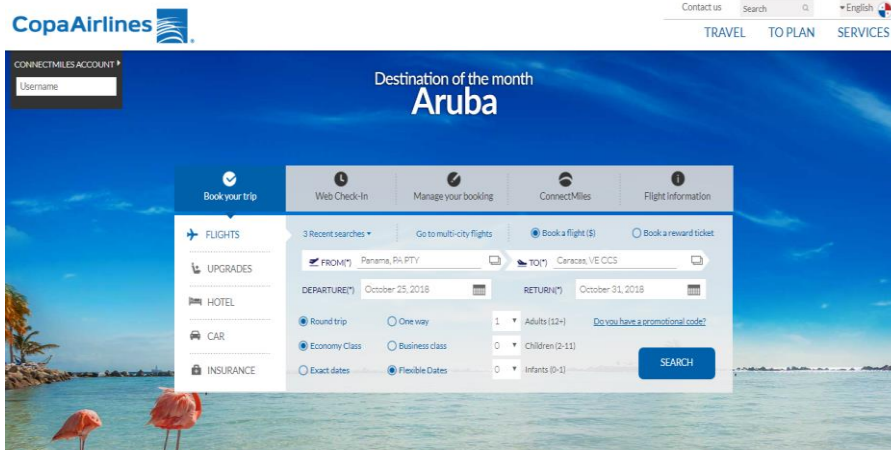 Contact us Search English
CopaAirlines
TRAVEL TO PLAN SERVICES
CONNECTMILES ACCOUNT
Username
Destination of the month
Aruba
Book your trip Web Check-In Manage your booking ConnectMiles Flight information
FLIGHTS
UPGRADES
HOTEL
CAR
INSURANCE
3 Recent searches Go to multi-city flights Book a flight ($) Book a reward ticket
FROM(*) Panama, PA PTY TO(*) Caracas, VE CCS
DEPARTURE(*) October 25, 2018 RETURN(*) October 31, 2018
Round trip One way 1 Adults (12+) Do you have a promotional code?
Economy Class Business class 0 Children (2-11)
Exact dates Flexible Dates 0 Infants (0-1)
SEARCH